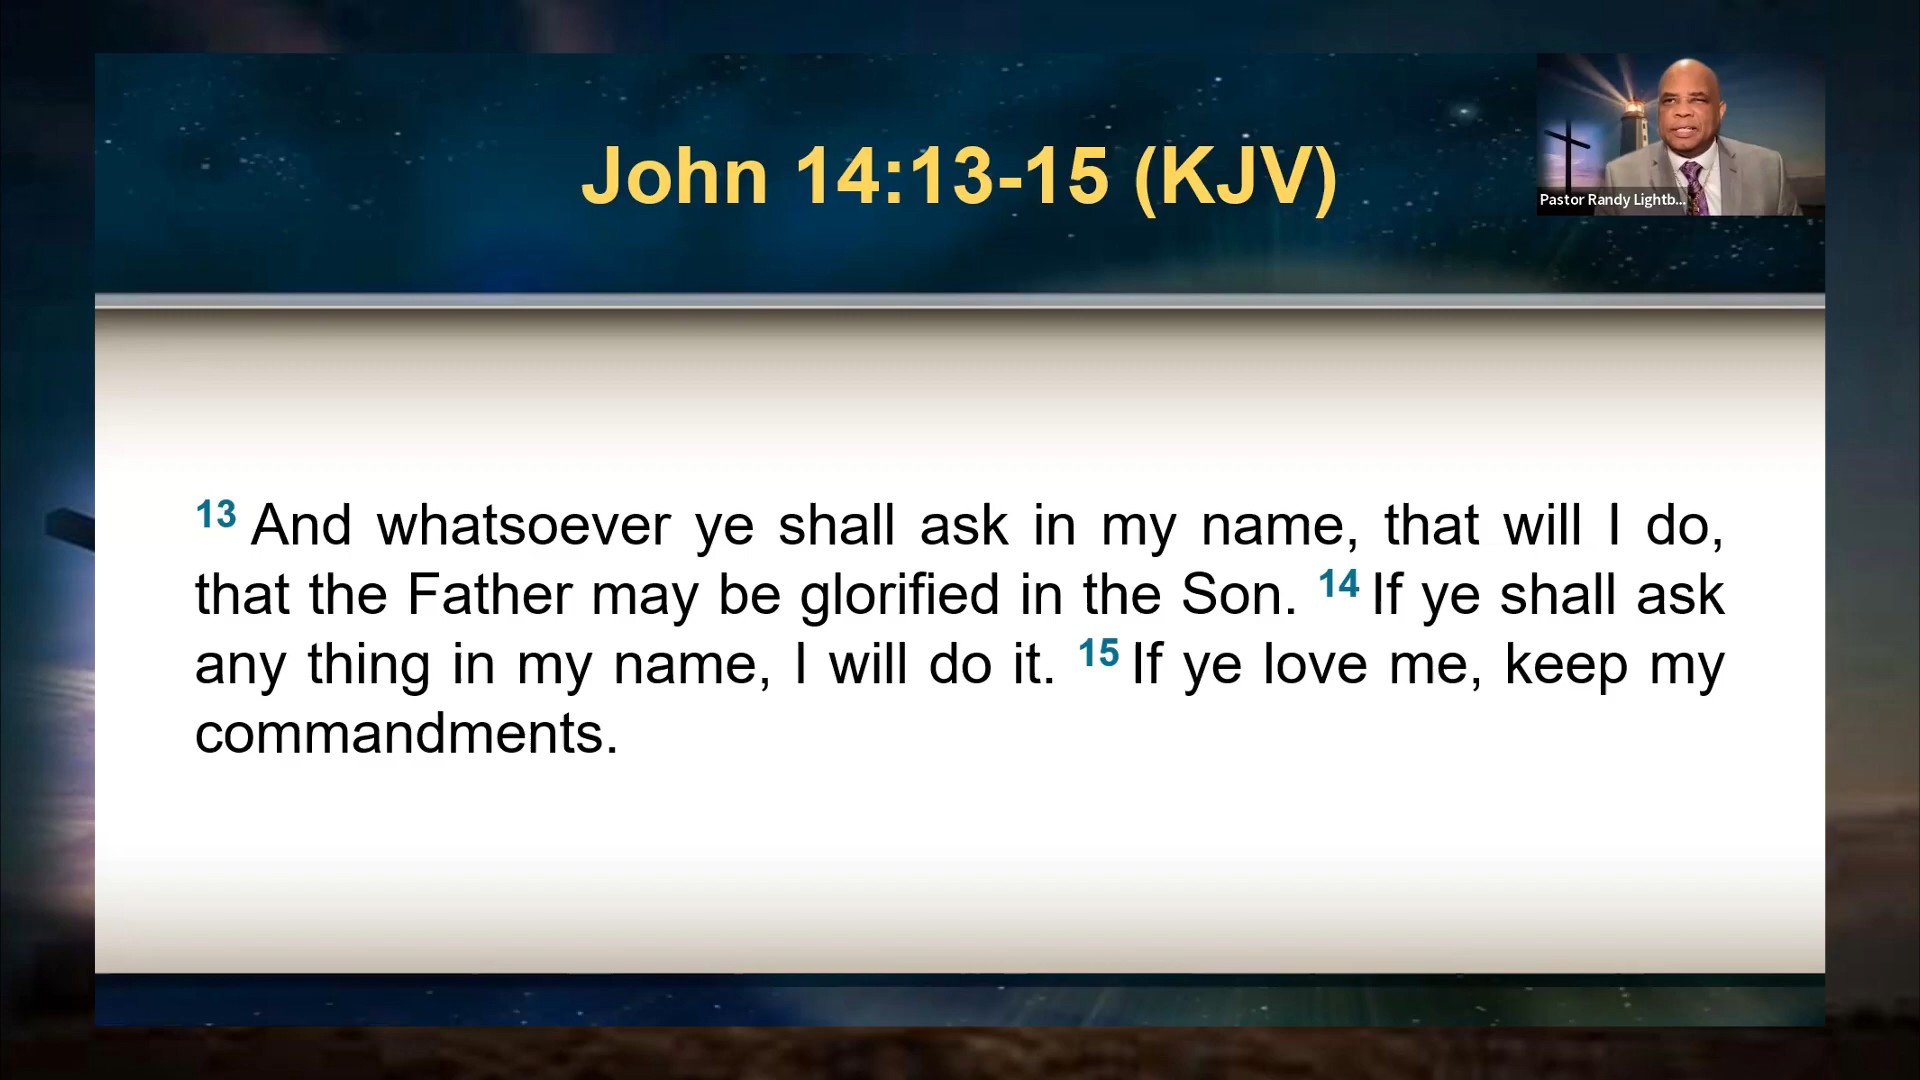 John 14:13-15 (KJV)
Pastor Randy Lightb...
13 And whatsoever ye shall ask in my name, that will I do,
that the Father may be glorified in the Son. 14 If ye shall ask
any thing in my name, I will do it. 15 If ye love me, keep my
commandments.